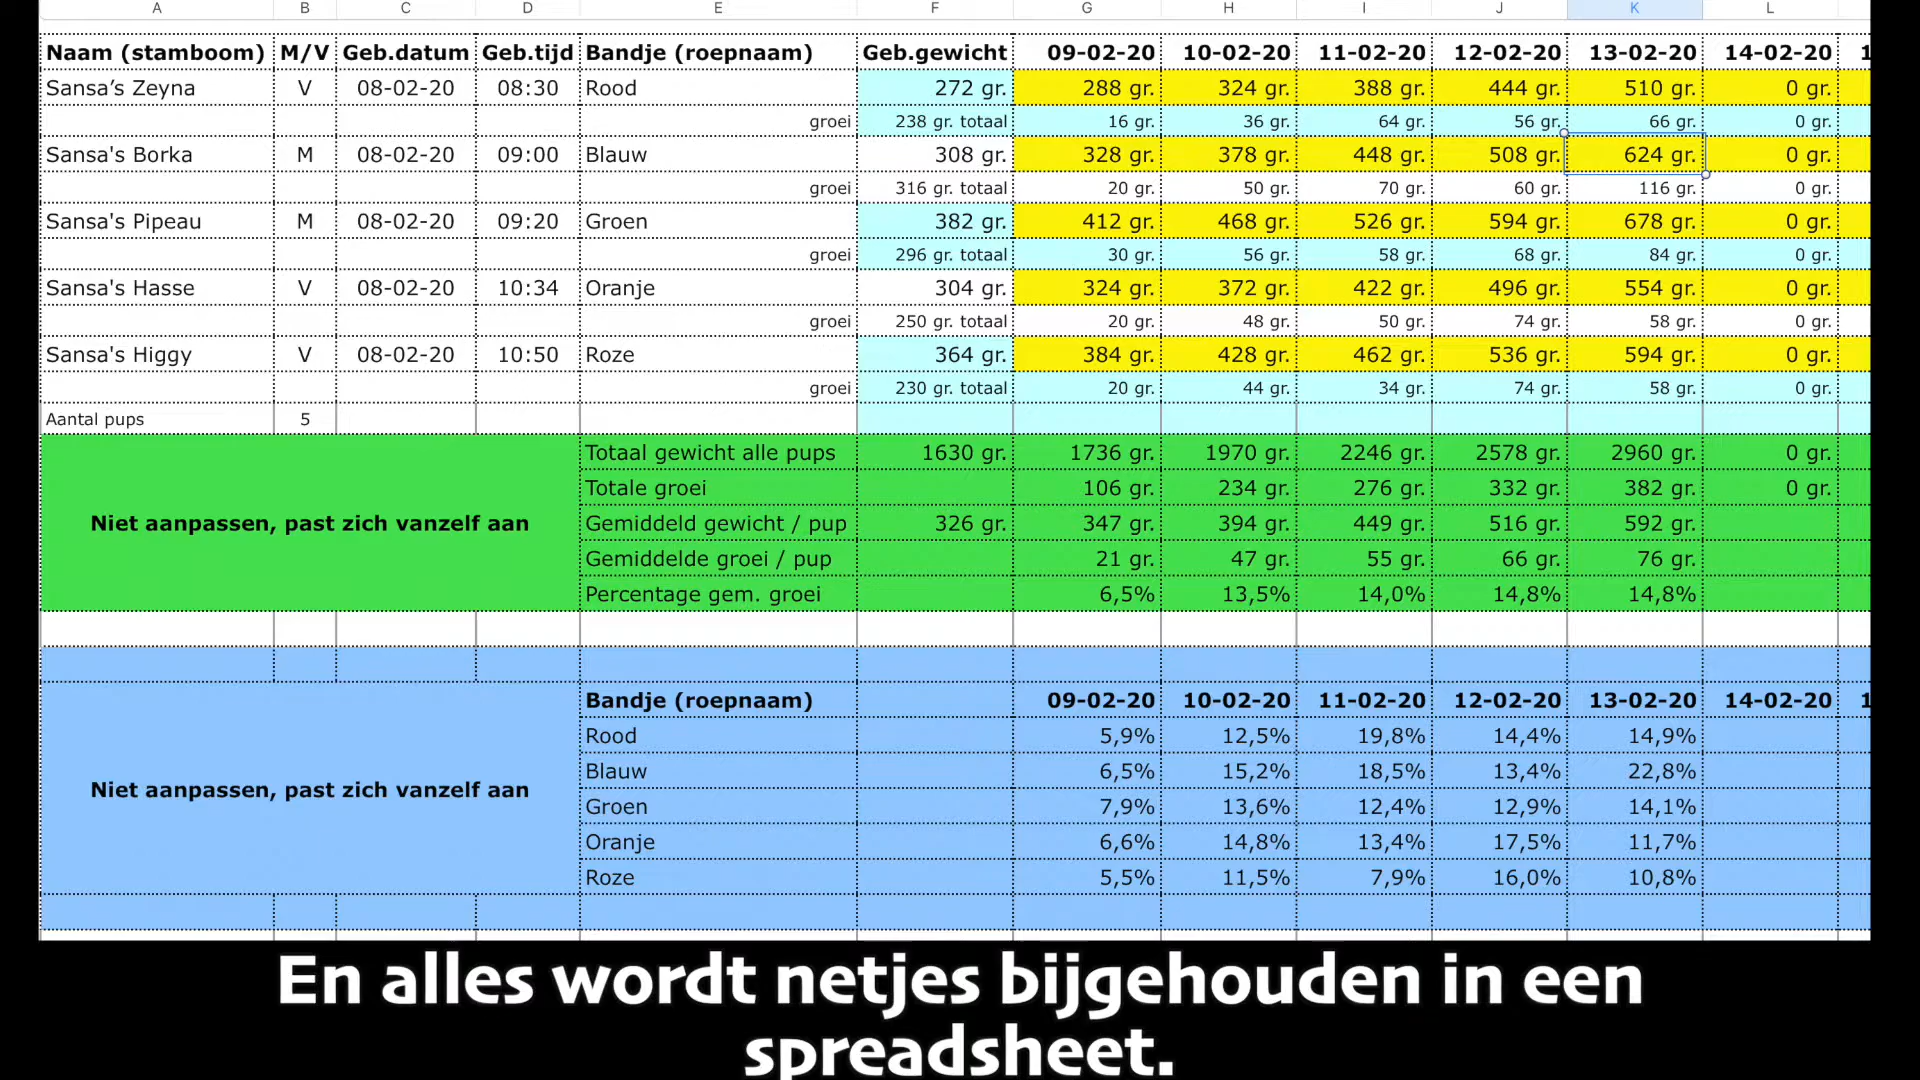 A B C D E F G H I J K L
Naam (stamboom) M/V Geb.datum Geb.tijd Bandje (roepnaam) Geb.gewicht 09-02-20 10-02-20 11-02-20 12-02-20 13-02-20 14-02-20 1
Sansa’s Zeyna V 08-02-20 08:30 Rood 272 gr. 288 gr. 324 gr. 388 gr. 444 gr. 510 gr. 0 gr.
groei 238 gr. totaal 16 gr. 36 gr. 64 gr. 56 gr. 66 gr. 0 gr.
Sansa's Borka M 08-02-20 09:00 Blauw 308 gr. 328 gr. 378 gr. 448 gr. 508 gr. 624 gr. 0 gr.
groei 316 gr. totaal 20 gr. 50 gr. 70 gr. 60 gr. 116 gr. 0 gr.
Sansa's Pipeau M 08-02-20 09:20 Groen 382 gr. 412 gr. 468 gr. 526 gr. 594 gr. 678 gr. 0 gr.
groei 296 gr. totaal 30 gr. 56 gr. 58 gr. 68 gr. 84 gr. 0 gr.
Sansa's Hasse V 08-02-20 10:34 Oranje 304 gr. 324 gr. 372 gr. 422 gr. 496 gr. 554 gr. 0 gr.
groei 250 gr. totaal 20 gr. 48 gr. 50 gr. 74 gr. 58 gr. 0 gr.
Sansa's Higgy V 08-02-20 10:50 Roze 364 gr. 384 gr. 428 gr. 462 gr. 536 gr. 594 gr. 0 gr.
groei 230 gr. totaal 20 gr. 44 gr. 34 gr. 74 gr. 58 gr. 0 gr.
Aantal pups 5
Totaal gewicht alle pups 1630 gr. 1736 gr. 1970 gr. 2246 gr. 2578 gr. 2960 gr. 0 gr.
Totale groei 106 gr. 234 gr. 276 gr. 332 gr. 382 gr. 0 gr.
Niet aanpassen, past zich vanzelf aan Gemiddeld gewicht / pup 326 gr. 347 gr. 394 gr. 449 gr. 516 gr. 592 gr.
Gemiddelde groei / pup 21 gr. 47 gr. 55 gr. 66 gr. 76 gr.
Percentage gem. groei 6,5% 13,5% 14,0% 14,8% 14,8%
Bandje (roepnaam) 09-02-20 10-02-20 11-02-20 12-02-20 13-02-20 14-02-20 1
Rood 5,9% 12,5% 19,8% 14,4% 14,9%
Blauw 6,5% 15,2% 18,5% 13,4% 22,8%
Niet aanpassen, past zich vanzelf aan
Groen 7,9% 13,6% 12,4% 12,9% 14,1%
Oranje 6,6% 14,8% 13,4% 17,5% 11,7%
Roze 5,5% 11,5% 7,9% 16,0% 10,8%
En alles wordt netjes bijgehouden in een
spreadsheet.